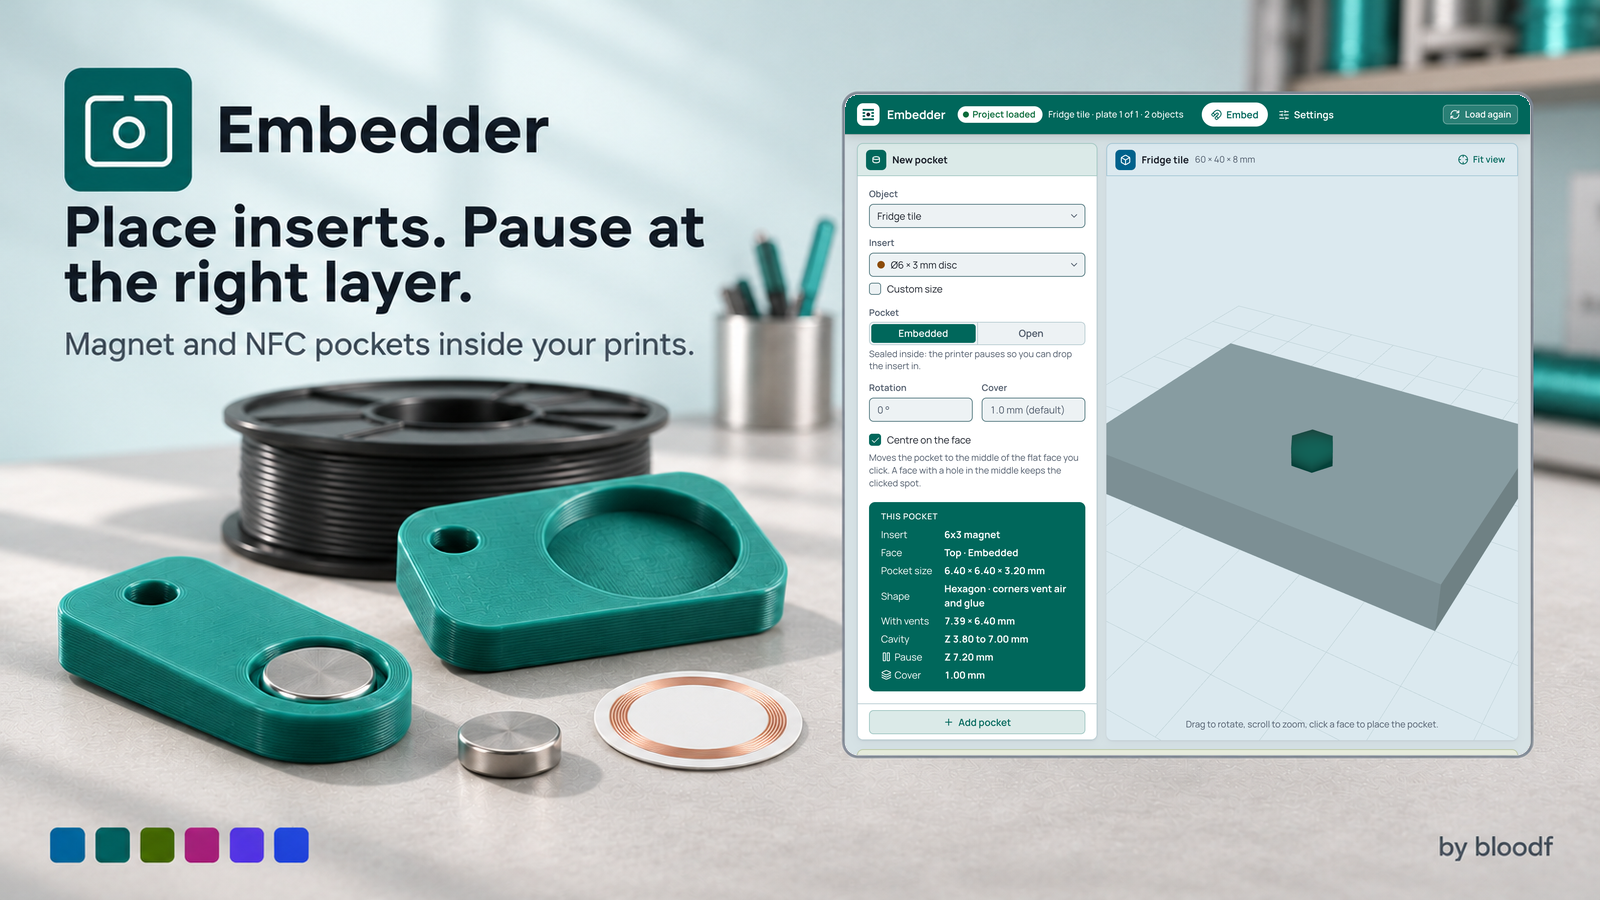 Embedder
Place inserts. Pause at
the right layer.
Magnet and NFC pockets inside your prints.
Embedder
Project loaded
Fridge tile · plate 1 of 1 · 2 objects
Embed
Settings
Load again
New pocket
Object
Fridge tile
Insert
Ø6 × 3 mm disc
Custom size
Pocket
Embedded
Open
Sealed inside: the printer pauses so you can drop
the insert in.
Rotation
Cover
0 °
1.0 mm (default)
Centre on the face
Moves the pocket to the middle of the flat face you
click. A face with a hole in the middle keeps the
clicked spot.
THIS POCKET
Insert 6x3 magnet
Face Top · Embedded
Pocket size 6.40 × 6.40 × 3.20 mm
Shape Hexagon · corners vent air
and glue
With vents 7.39 × 6.40 mm
Cavity Z 3.80 to 7.00 mm
Pause Z 7.20 mm
Cover 1.00 mm
+ Add pocket
Fridge tile 60 × 40 × 8 mm
Fit view
Drag to rotate, scroll to zoom, click a face to place the pocket.
by bloodf